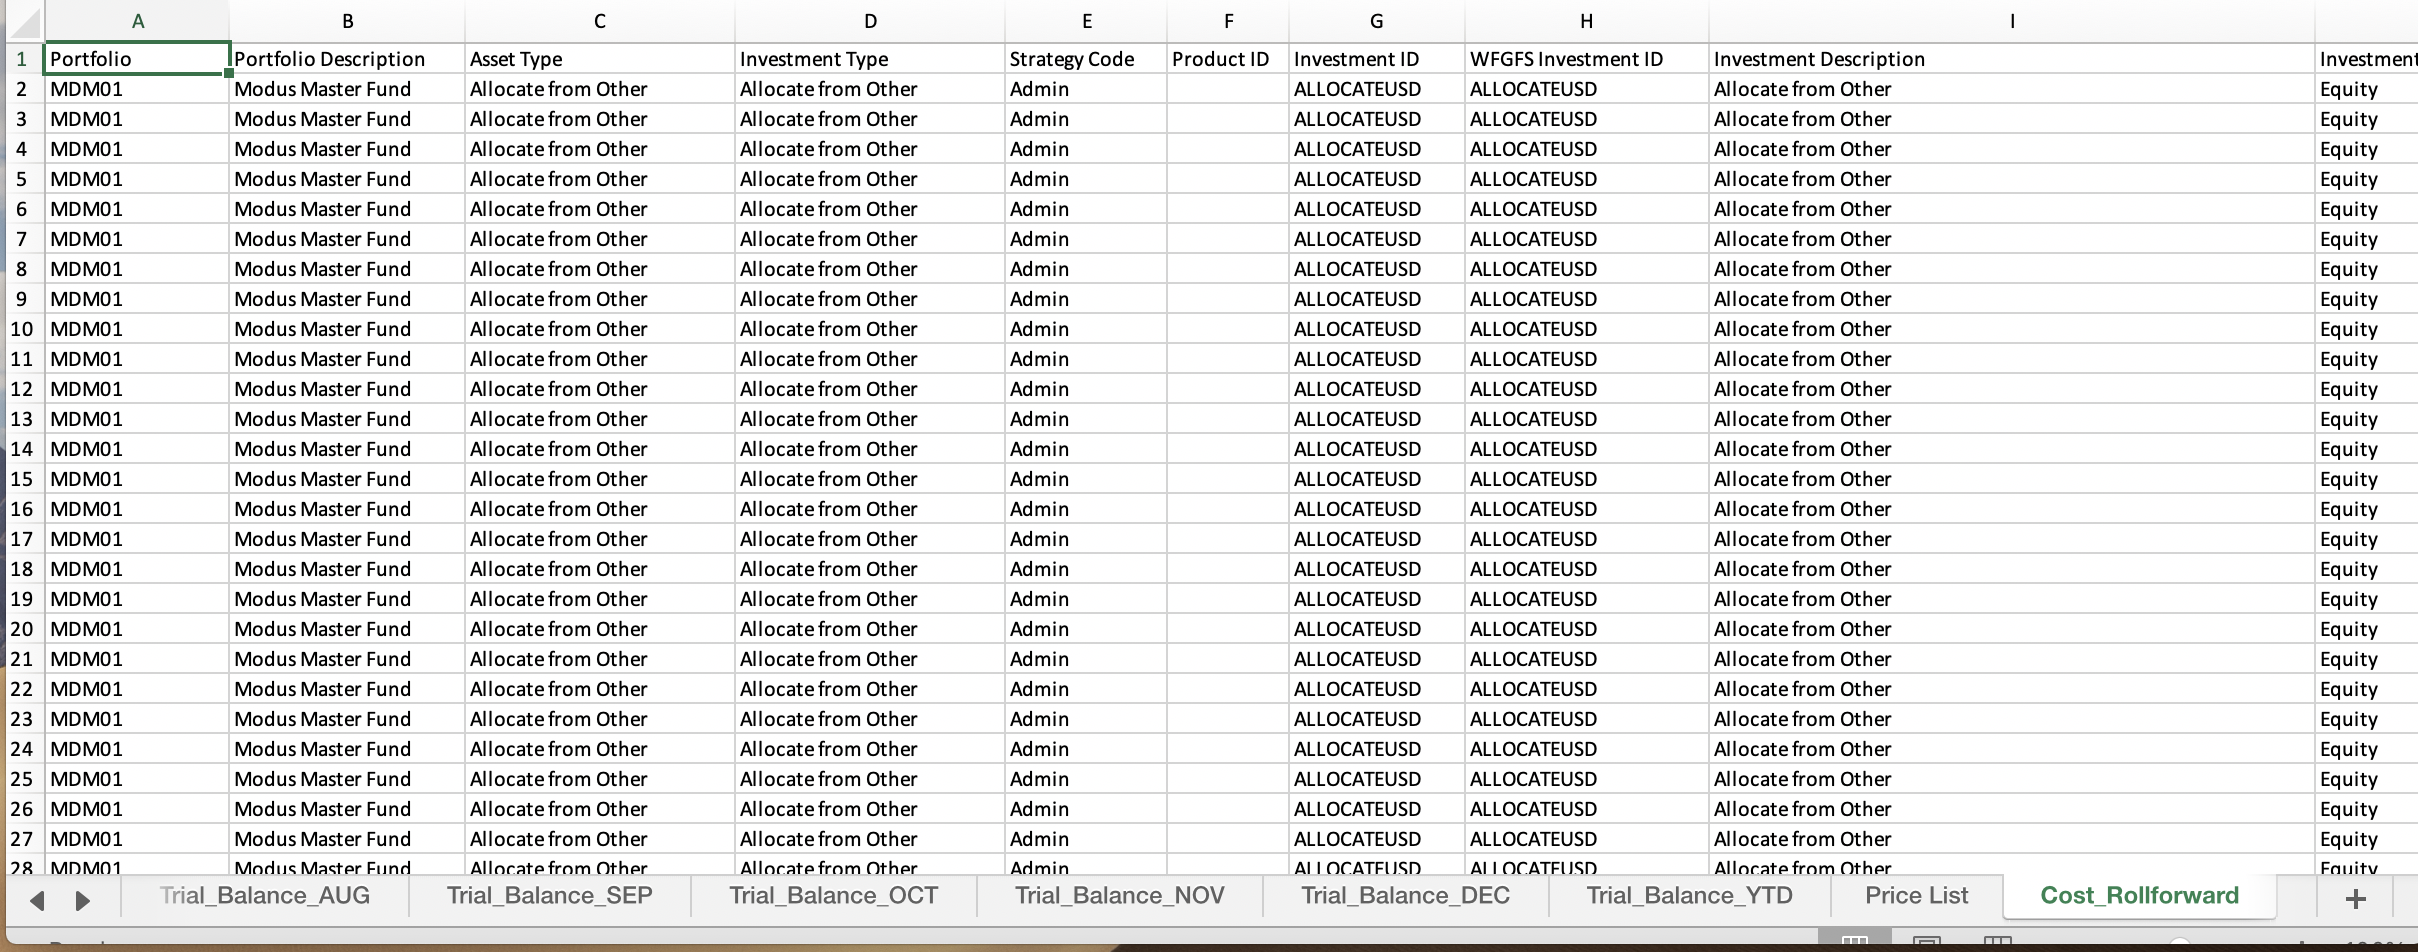 A B C D E F G H I
1 Portfolio Portfolio Description Asset Type Investment Type Strategy Code Product ID Investment ID WFGFS Investment ID Investment Description Investment
2 MDM01 Modus Master Fund Allocate from Other Allocate from Other Admin ALLOCATEUSD ALLOCATEUSD Allocate from Other Equity
3 MDM01 Modus Master Fund Allocate from Other Allocate from Other Admin ALLOCATEUSD ALLOCATEUSD Allocate from Other Equity
4 MDM01 Modus Master Fund Allocate from Other Allocate from Other Admin ALLOCATEUSD ALLOCATEUSD Allocate from Other Equity
5 MDM01 Modus Master Fund Allocate from Other Allocate from Other Admin ALLOCATEUSD ALLOCATEUSD Allocate from Other Equity
6 MDM01 Modus Master Fund Allocate from Other Allocate from Other Admin ALLOCATEUSD ALLOCATEUSD Allocate from Other Equity
7 MDM01 Modus Master Fund Allocate from Other Allocate from Other Admin ALLOCATEUSD ALLOCATEUSD Allocate from Other Equity
8 MDM01 Modus Master Fund Allocate from Other Allocate from Other Admin ALLOCATEUSD ALLOCATEUSD Allocate from Other Equity
9 MDM01 Modus Master Fund Allocate from Other Allocate from Other Admin ALLOCATEUSD ALLOCATEUSD Allocate from Other Equity
10 MDM01 Modus Master Fund Allocate from Other Allocate from Other Admin ALLOCATEUSD ALLOCATEUSD Allocate from Other Equity
11 MDM01 Modus Master Fund Allocate from Other Allocate from Other Admin ALLOCATEUSD ALLOCATEUSD Allocate from Other Equity
12 MDM01 Modus Master Fund Allocate from Other Allocate from Other Admin ALLOCATEUSD ALLOCATEUSD Allocate from Other Equity
13 MDM01 Modus Master Fund Allocate from Other Allocate from Other Admin ALLOCATEUSD ALLOCATEUSD Allocate from Other Equity
14 MDM01 Modus Master Fund Allocate from Other Allocate from Other Admin ALLOCATEUSD ALLOCATEUSD Allocate from Other Equity
15 MDM01 Modus Master Fund Allocate from Other Allocate from Other Admin ALLOCATEUSD ALLOCATEUSD Allocate from Other Equity
16 MDM01 Modus Master Fund Allocate from Other Allocate from Other Admin ALLOCATEUSD ALLOCATEUSD Allocate from Other Equity
17 MDM01 Modus Master Fund Allocate from Other Allocate from Other Admin ALLOCATEUSD ALLOCATEUSD Allocate from Other Equity
18 MDM01 Modus Master Fund Allocate from Other Allocate from Other Admin ALLOCATEUSD ALLOCATEUSD Allocate from Other Equity
19 MDM01 Modus Master Fund Allocate from Other Allocate from Other Admin ALLOCATEUSD ALLOCATEUSD Allocate from Other Equity
20 MDM01 Modus Master Fund Allocate from Other Allocate from Other Admin ALLOCATEUSD ALLOCATEUSD Allocate from Other Equity
21 MDM01 Modus Master Fund Allocate from Other Allocate from Other Admin ALLOCATEUSD ALLOCATEUSD Allocate from Other Equity
22 MDM01 Modus Master Fund Allocate from Other Allocate from Other Admin ALLOCATEUSD ALLOCATEUSD Allocate from Other Equity
23 MDM01 Modus Master Fund Allocate from Other Allocate from Other Admin ALLOCATEUSD ALLOCATEUSD Allocate from Other Equity
24 MDM01 Modus Master Fund Allocate from Other Allocate from Other Admin ALLOCATEUSD ALLOCATEUSD Allocate from Other Equity
25 MDM01 Modus Master Fund Allocate from Other Allocate from Other Admin ALLOCATEUSD ALLOCATEUSD Allocate from Other Equity
26 MDM01 Modus Master Fund Allocate from Other Allocate from Other Admin ALLOCATEUSD ALLOCATEUSD Allocate from Other Equity
27 MDM01 Modus Master Fund Allocate from Other Allocate from Other Admin ALLOCATEUSD ALLOCATEUSD Allocate from Other Equity
28 MDM01 Modus Master Fund Allocate from Other Allocate from Other Admin ALLOCATEUSD ALLOCATEUSD Allocate from Other Equity
Trial_Balance_AUG Trial_Balance_SEP Trial_Balance_OCT Trial_Balance_NOV Trial_Balance_DEC Trial_Balance_YTD Price List Cost_Rollforward +